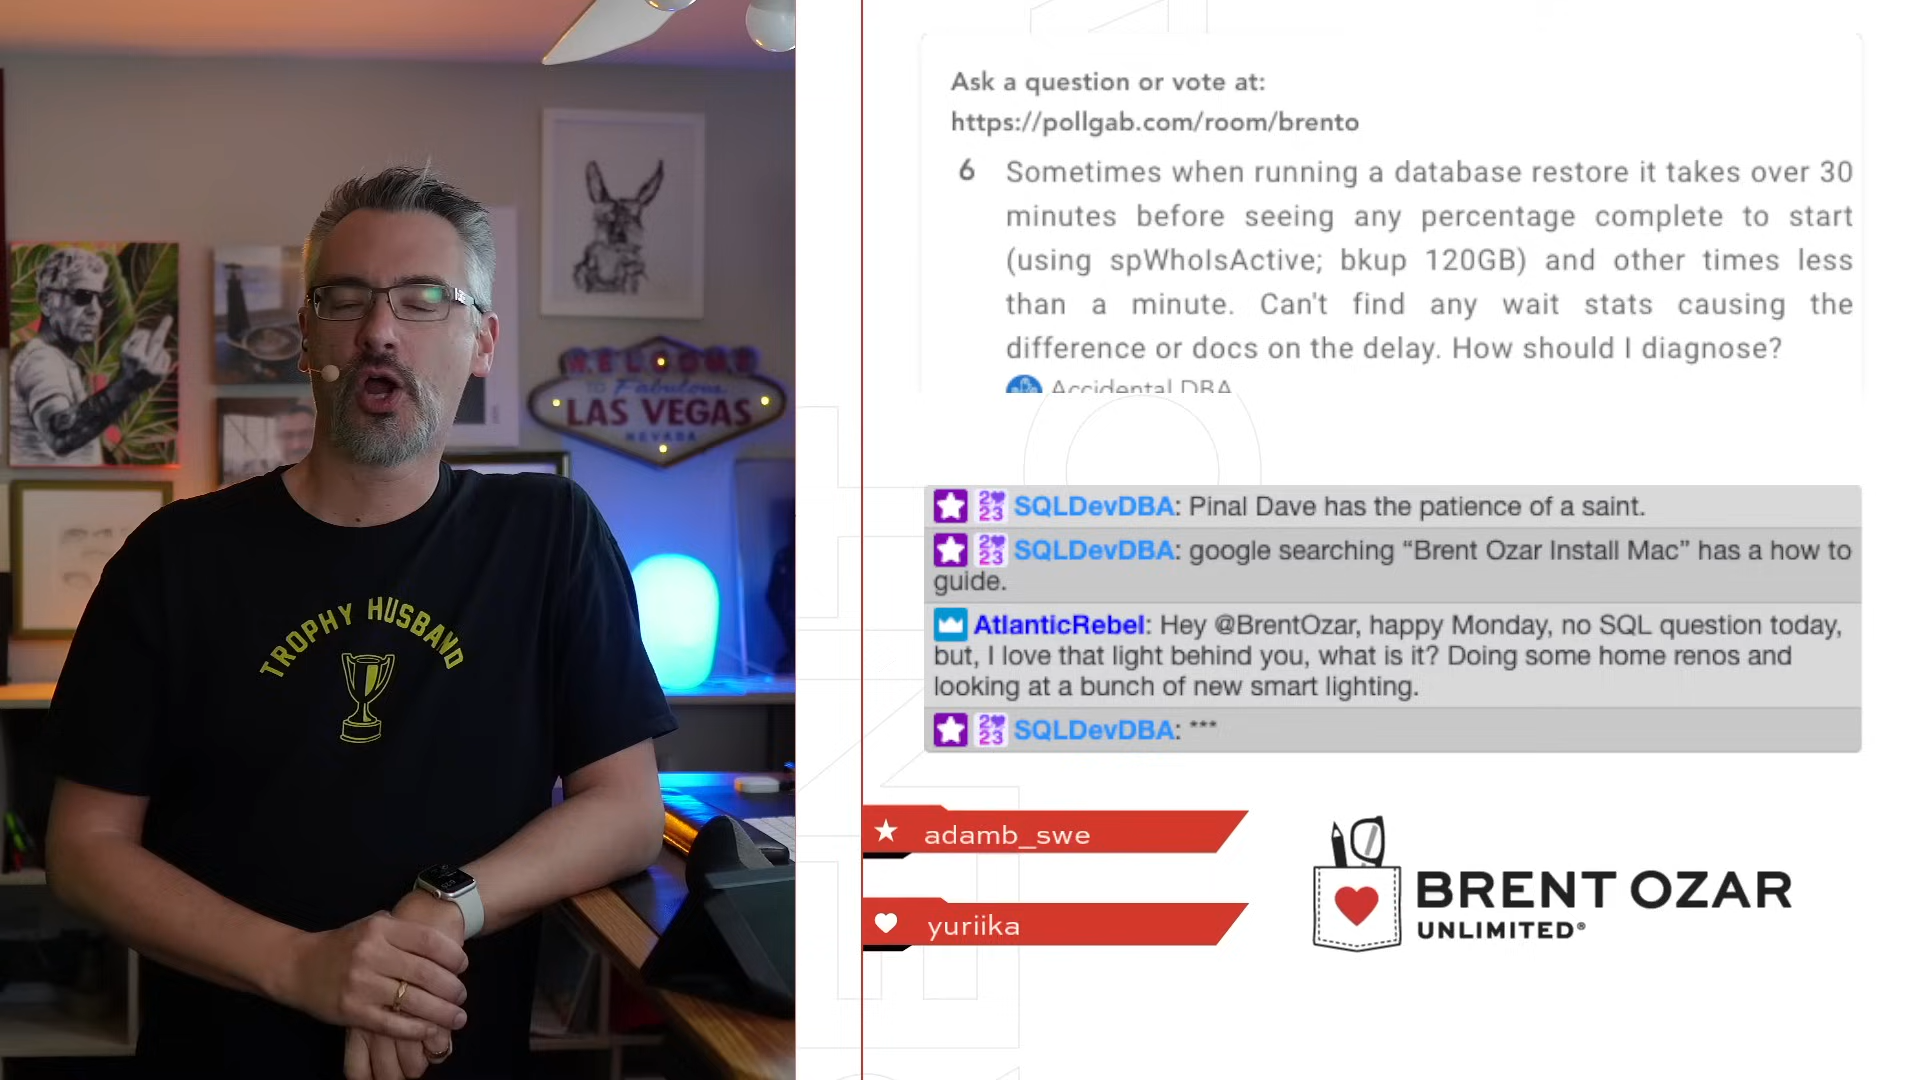 WELCOME
TO Fabulous
LAS VEGAS
NEVADA
TROPHY HUSBAND
Ask a question or vote at:
https://pollgab.com/room/brento
6 Sometimes when running a database restore it takes over 30
minutes before seeing any percentage complete to start
(using spWhoIsActive; bkup 120GB) and other times less
than a minute. Can't find any wait stats causing the
difference or docs on the delay. How should I diagnose?
Accidental DBA
SQLDevDBA: Pinal Dave has the patience of a saint.
SQLDevDBA: google searching “Brent Ozar Install Mac” has a how to
guide.
AtlanticRebel: Hey @BrentOzar, happy Monday, no SQL question today,
but, I love that light behind you, what is it? Doing some home renos and
looking at a bunch of new smart lighting.
SQLDevDBA: ***
adamb_swe
yuriika
BRENT OZAR
UNLIMITED®